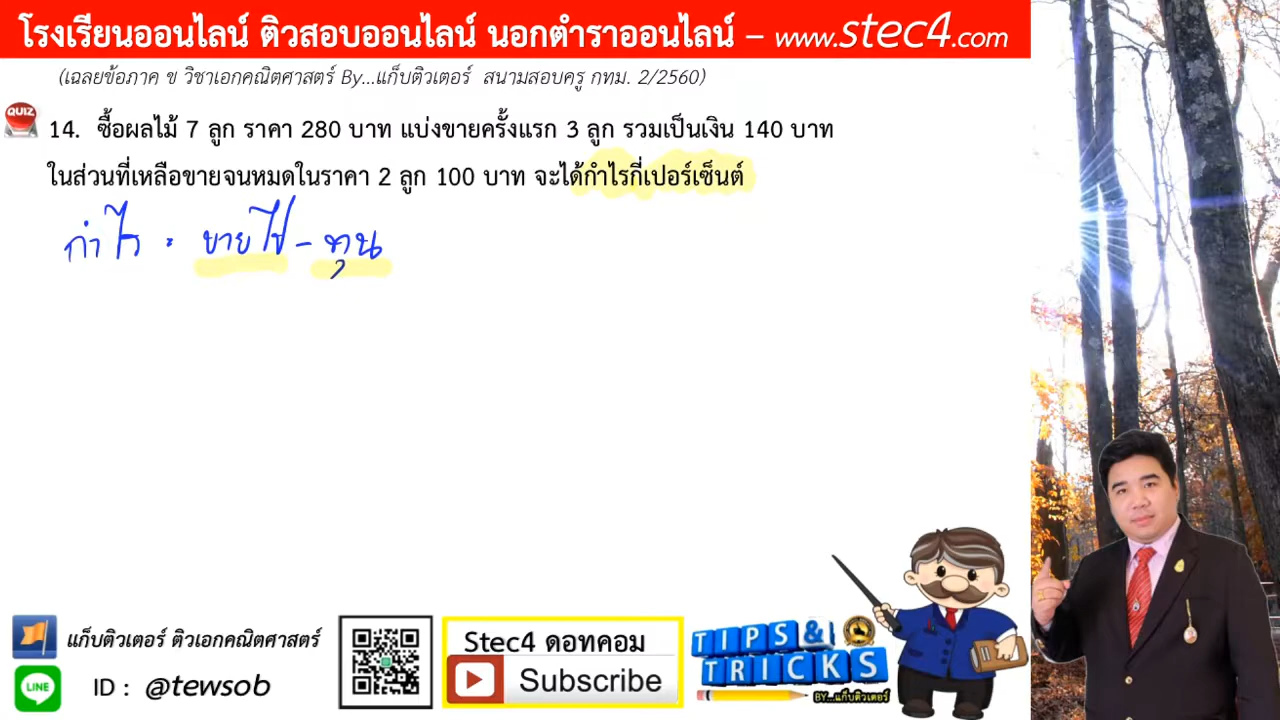 โรงเรียนออนไลน์ ติวสอบออนไลน์ นอกตำราออนไลน์ – www.stec4.com
(เฉลยข้อภาค ข วิชาเอกคณิตศาสตร์ By...แก็บติวเตอร์ สนามสอบครู กทม. 2/2560)
QUIZ
14. ซื้อผลไม้ 7 ลูก ราคา 280 บาท แบ่งขายครั้งแรก 3 ลูก รวมเป็นเงิน 140 บาท
ในส่วนที่เหลือขายจนหมดในราคา 2 ลูก 100 บาท จะได้กำไรกี่เปอร์เซ็นต์
กำไร = ขายไป - ทุน
แก็บติวเตอร์ ติวเอกคณิตศาสตร์
LINE
ID : @tewsob
Stec4 ดอทคอม
Subscribe
TIPS &
TRICKS
BY...แก็บติวเตอร์